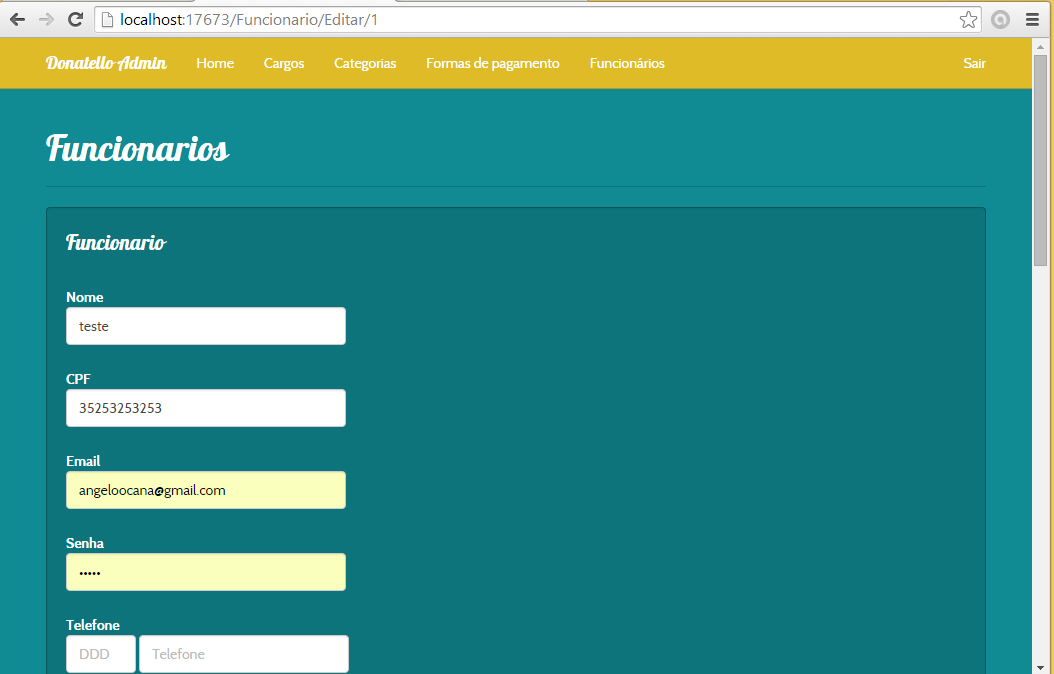 localhost:17673/Funcionario/Editar/1
Donatello Admin Home Cargos Categorias Formas de pagamento Funcionários Sair
Funcionarios
Funcionario
Nome
teste
CPF
35253253253
Email
angeloocana@gmail.com
Senha
•••••
Telefone
DDD Telefone